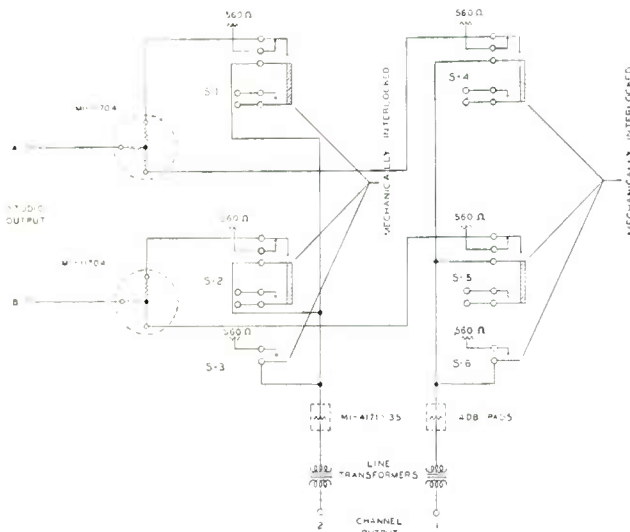 560 Ω
560 Ω
S-1
S-4
MECHANICALLY INTERLOCKED
MECHANICALLY INTERLOCKED
A
OUTPUT
560 Ω
560 Ω
B
S-2
S-5
560 Ω
560 Ω
S-3
S-6
4DB PADS
LINE
TRANSFORMERS
2
CHANNEL
1